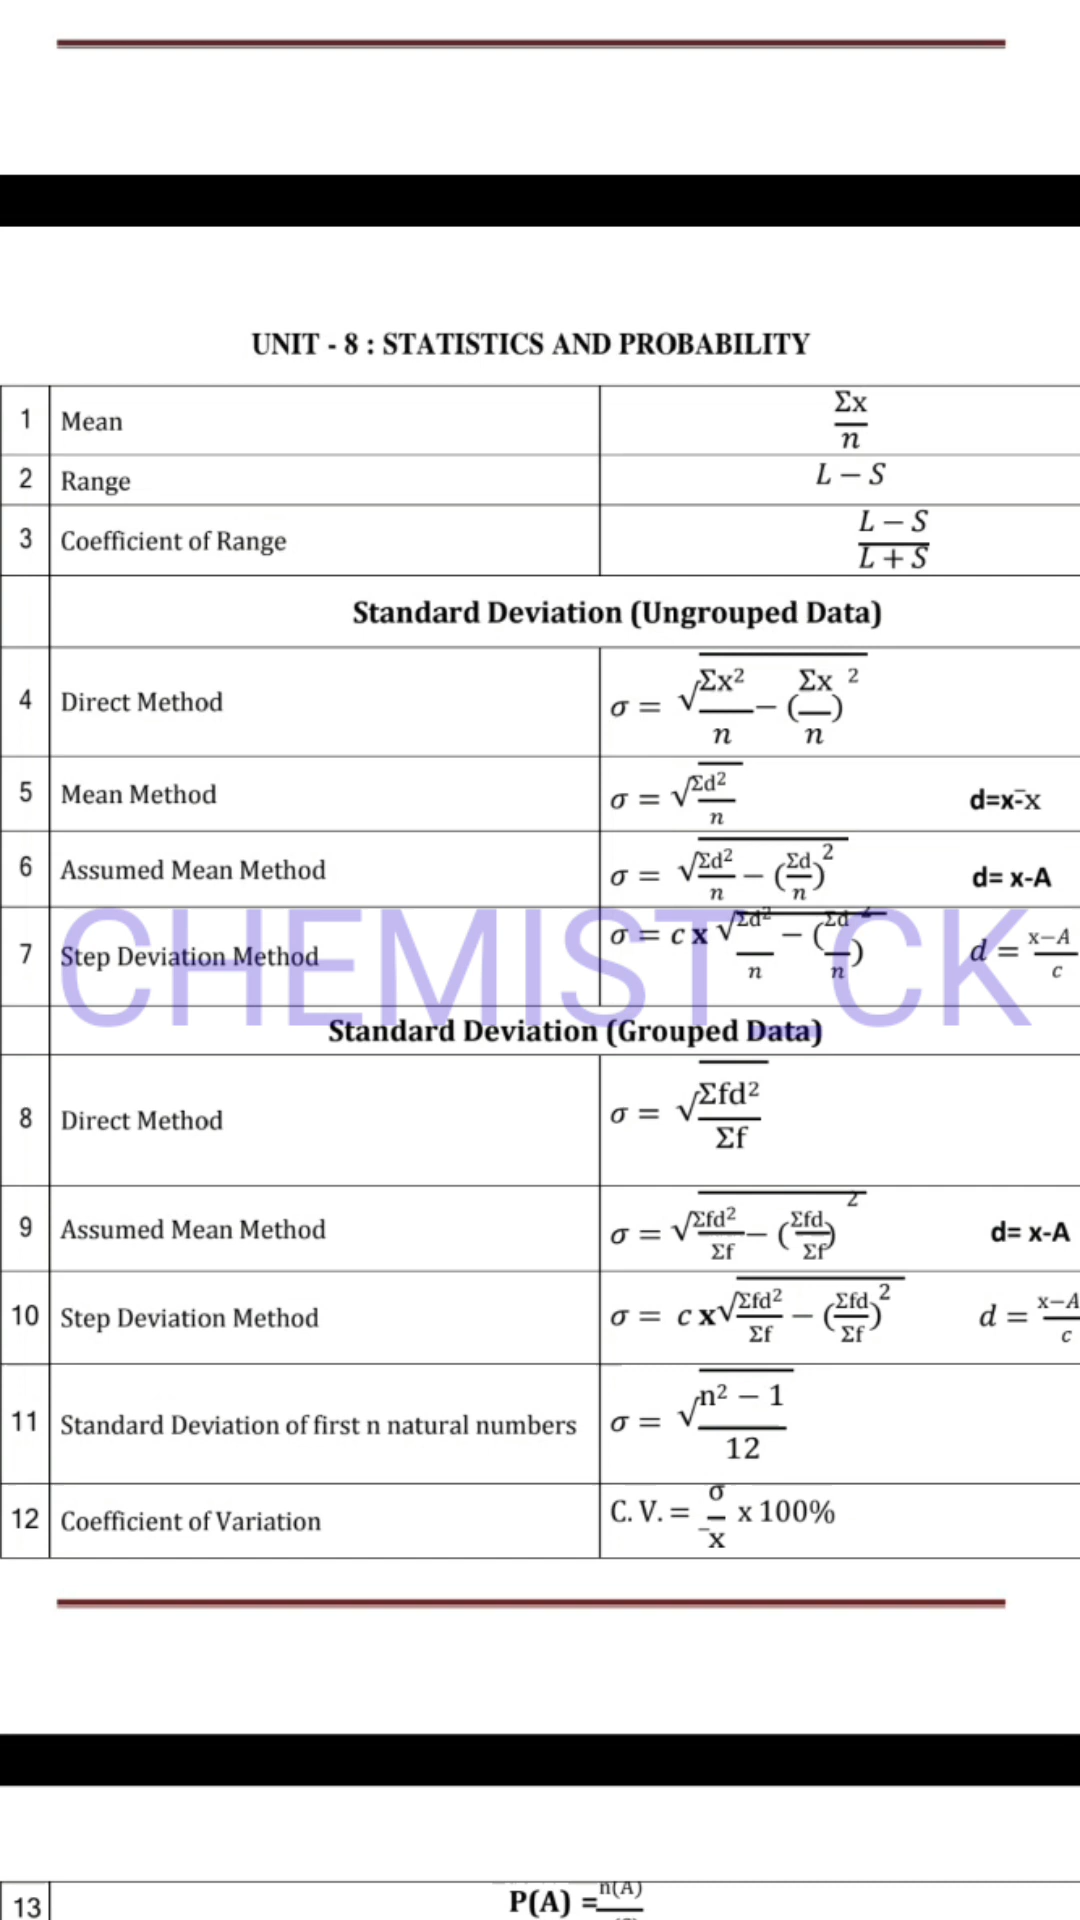 UNIT - 8 : STATISTICS AND PROBABILITY
1 Mean Σx/n
2 Range L − S
3 Coefficient of Range (L − S)/(L + S)
Standard Deviation (Ungrouped Data)
4 Direct Method σ = √(Σx²/n − (Σx/n)²)
5 Mean Method σ = √(Σd²/n) d=x-x̄
6 Assumed Mean Method σ = √(Σd²/n − (Σd/n)²) d= x-A
7 Step Deviation Method σ = c x √(Σd²/n − (Σd/n)²) d = (x−A)/c
CHEMIST_CK
Standard Deviation (Grouped Data)
8 Direct Method σ = √(Σfd²/Σf)
9 Assumed Mean Method σ = √(Σfd²/Σf − (Σfd/Σf)²) d= x-A
10 Step Deviation Method σ = c x√(Σfd²/Σf − (Σfd/Σf)²) d = (x−A)/c
11 Standard Deviation of first n natural numbers σ = √((n² − 1)/12)
12 Coefficient of Variation C. V. = σ/x̄ x 100%
13 P(A) = n(A)